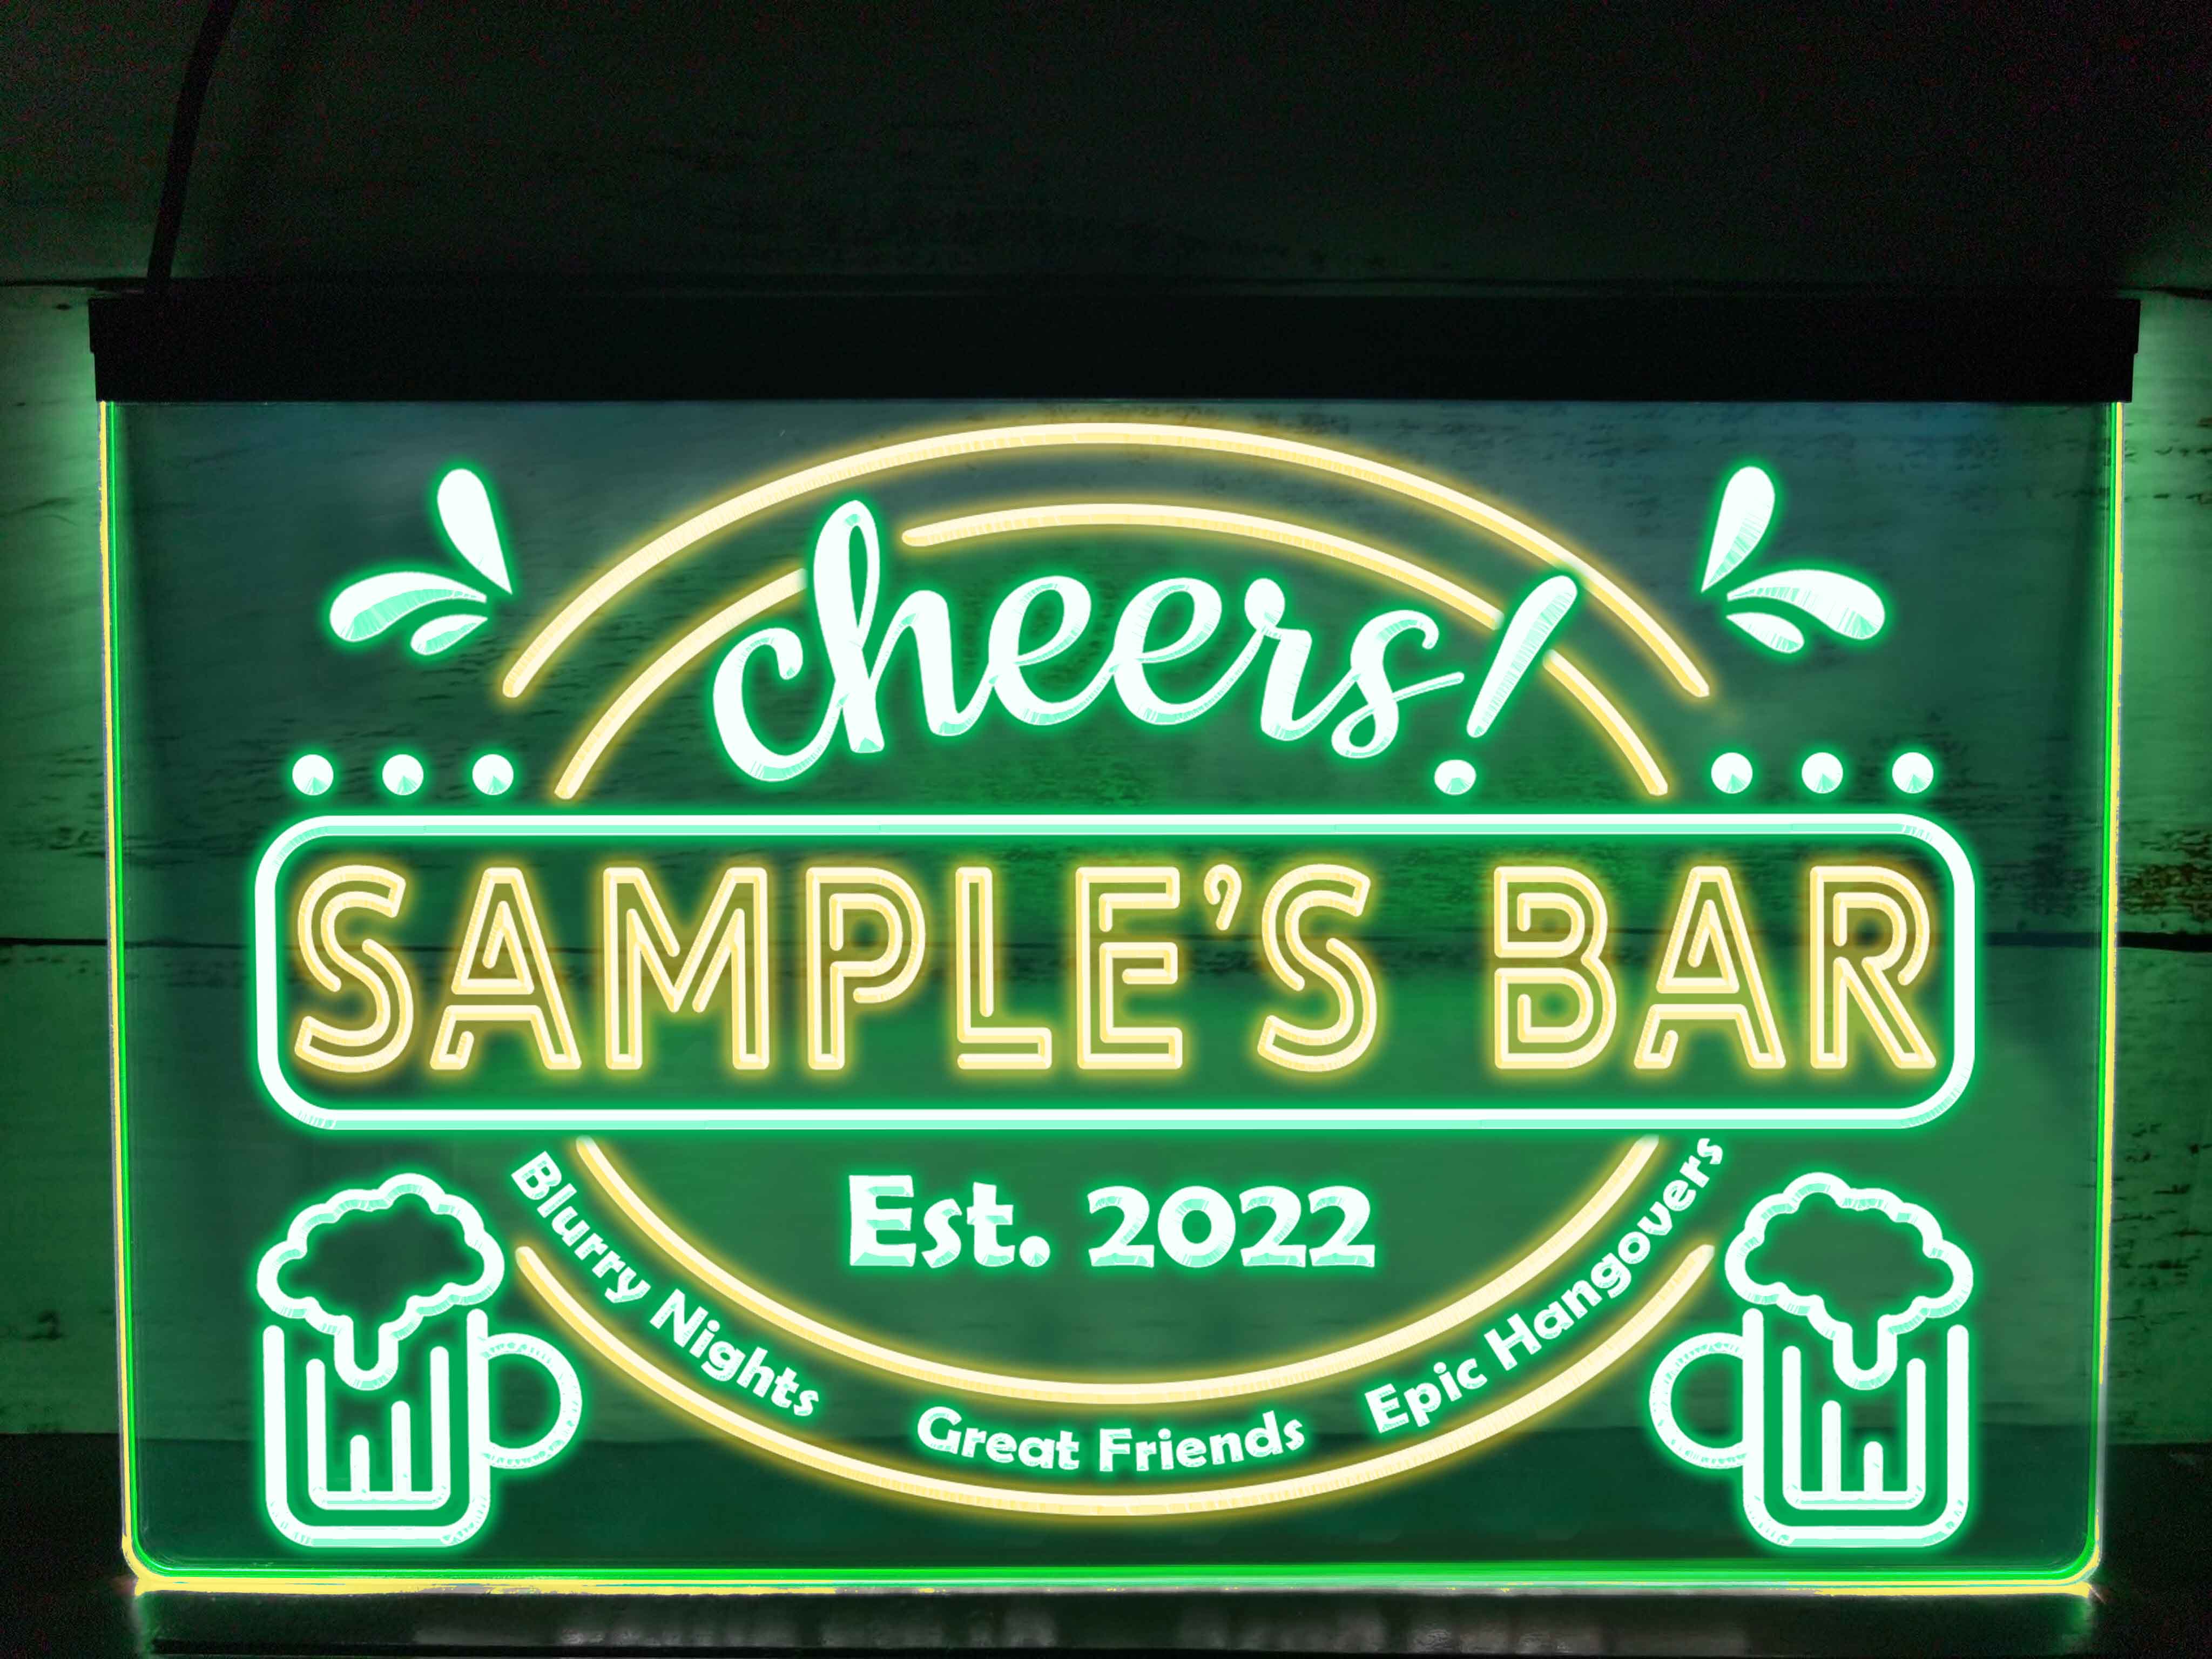 cheers!
SAMPLE'S BAR
Est. 2022
Blurry Nights
Great Friends
Epic Hangovers